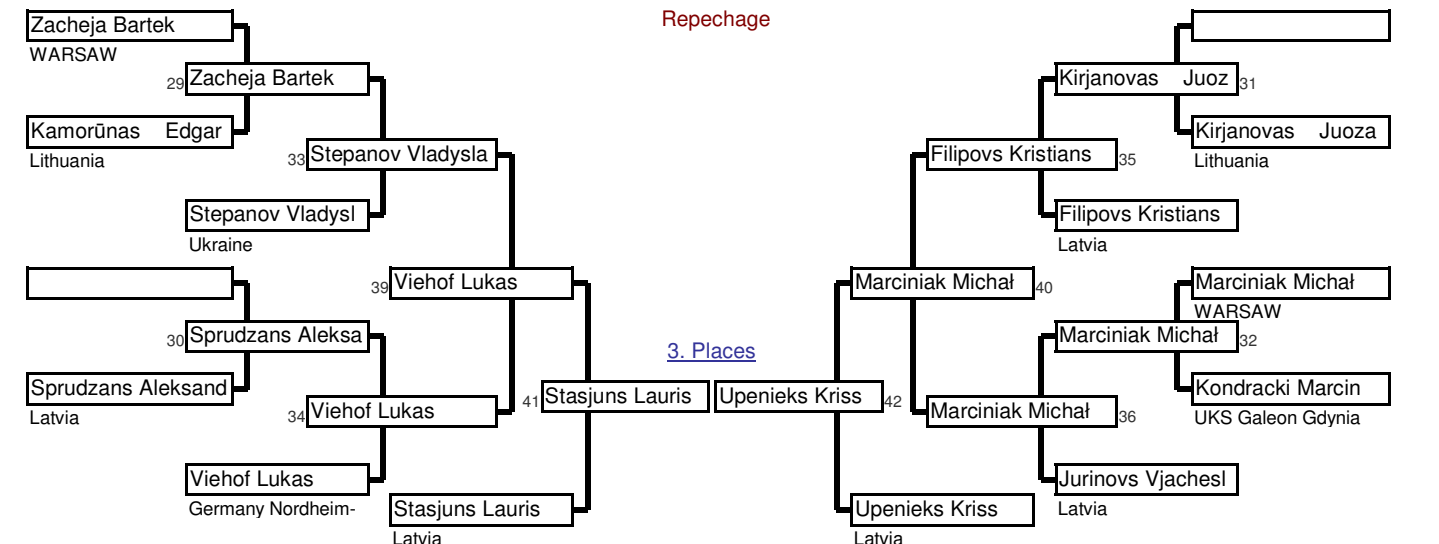 Repechage
Zacheja Bartek
WARSAW
29 Zacheja Bartek
Kamorūnas Edgar
Lithuania
33 Stepanov Vladysla
Stepanov Vladysl
Ukraine
39 Viehof Lukas
30 Sprudzans Aleksa
Sprudzans Aleksand
Latvia
34 Viehof Lukas
Viehof Lukas
Germany Nordheim-
41 Stasjuns Lauris
Stasjuns Lauris
Latvia
3. Places
Kirjanovas Juoz 31
Kirjanovas Juoza
Lithuania
Filipovs Kristians 35
Filipovs Kristians
Latvia
Marciniak Michał 40
Marciniak Michał
WARSAW
Marciniak Michał 32
Kondracki Marcin
UKS Galeon Gdynia
Marciniak Michał 36
Jurinovs Vjachesl
Latvia
Upenieks Kriss 42
Upenieks Kriss
Latvia